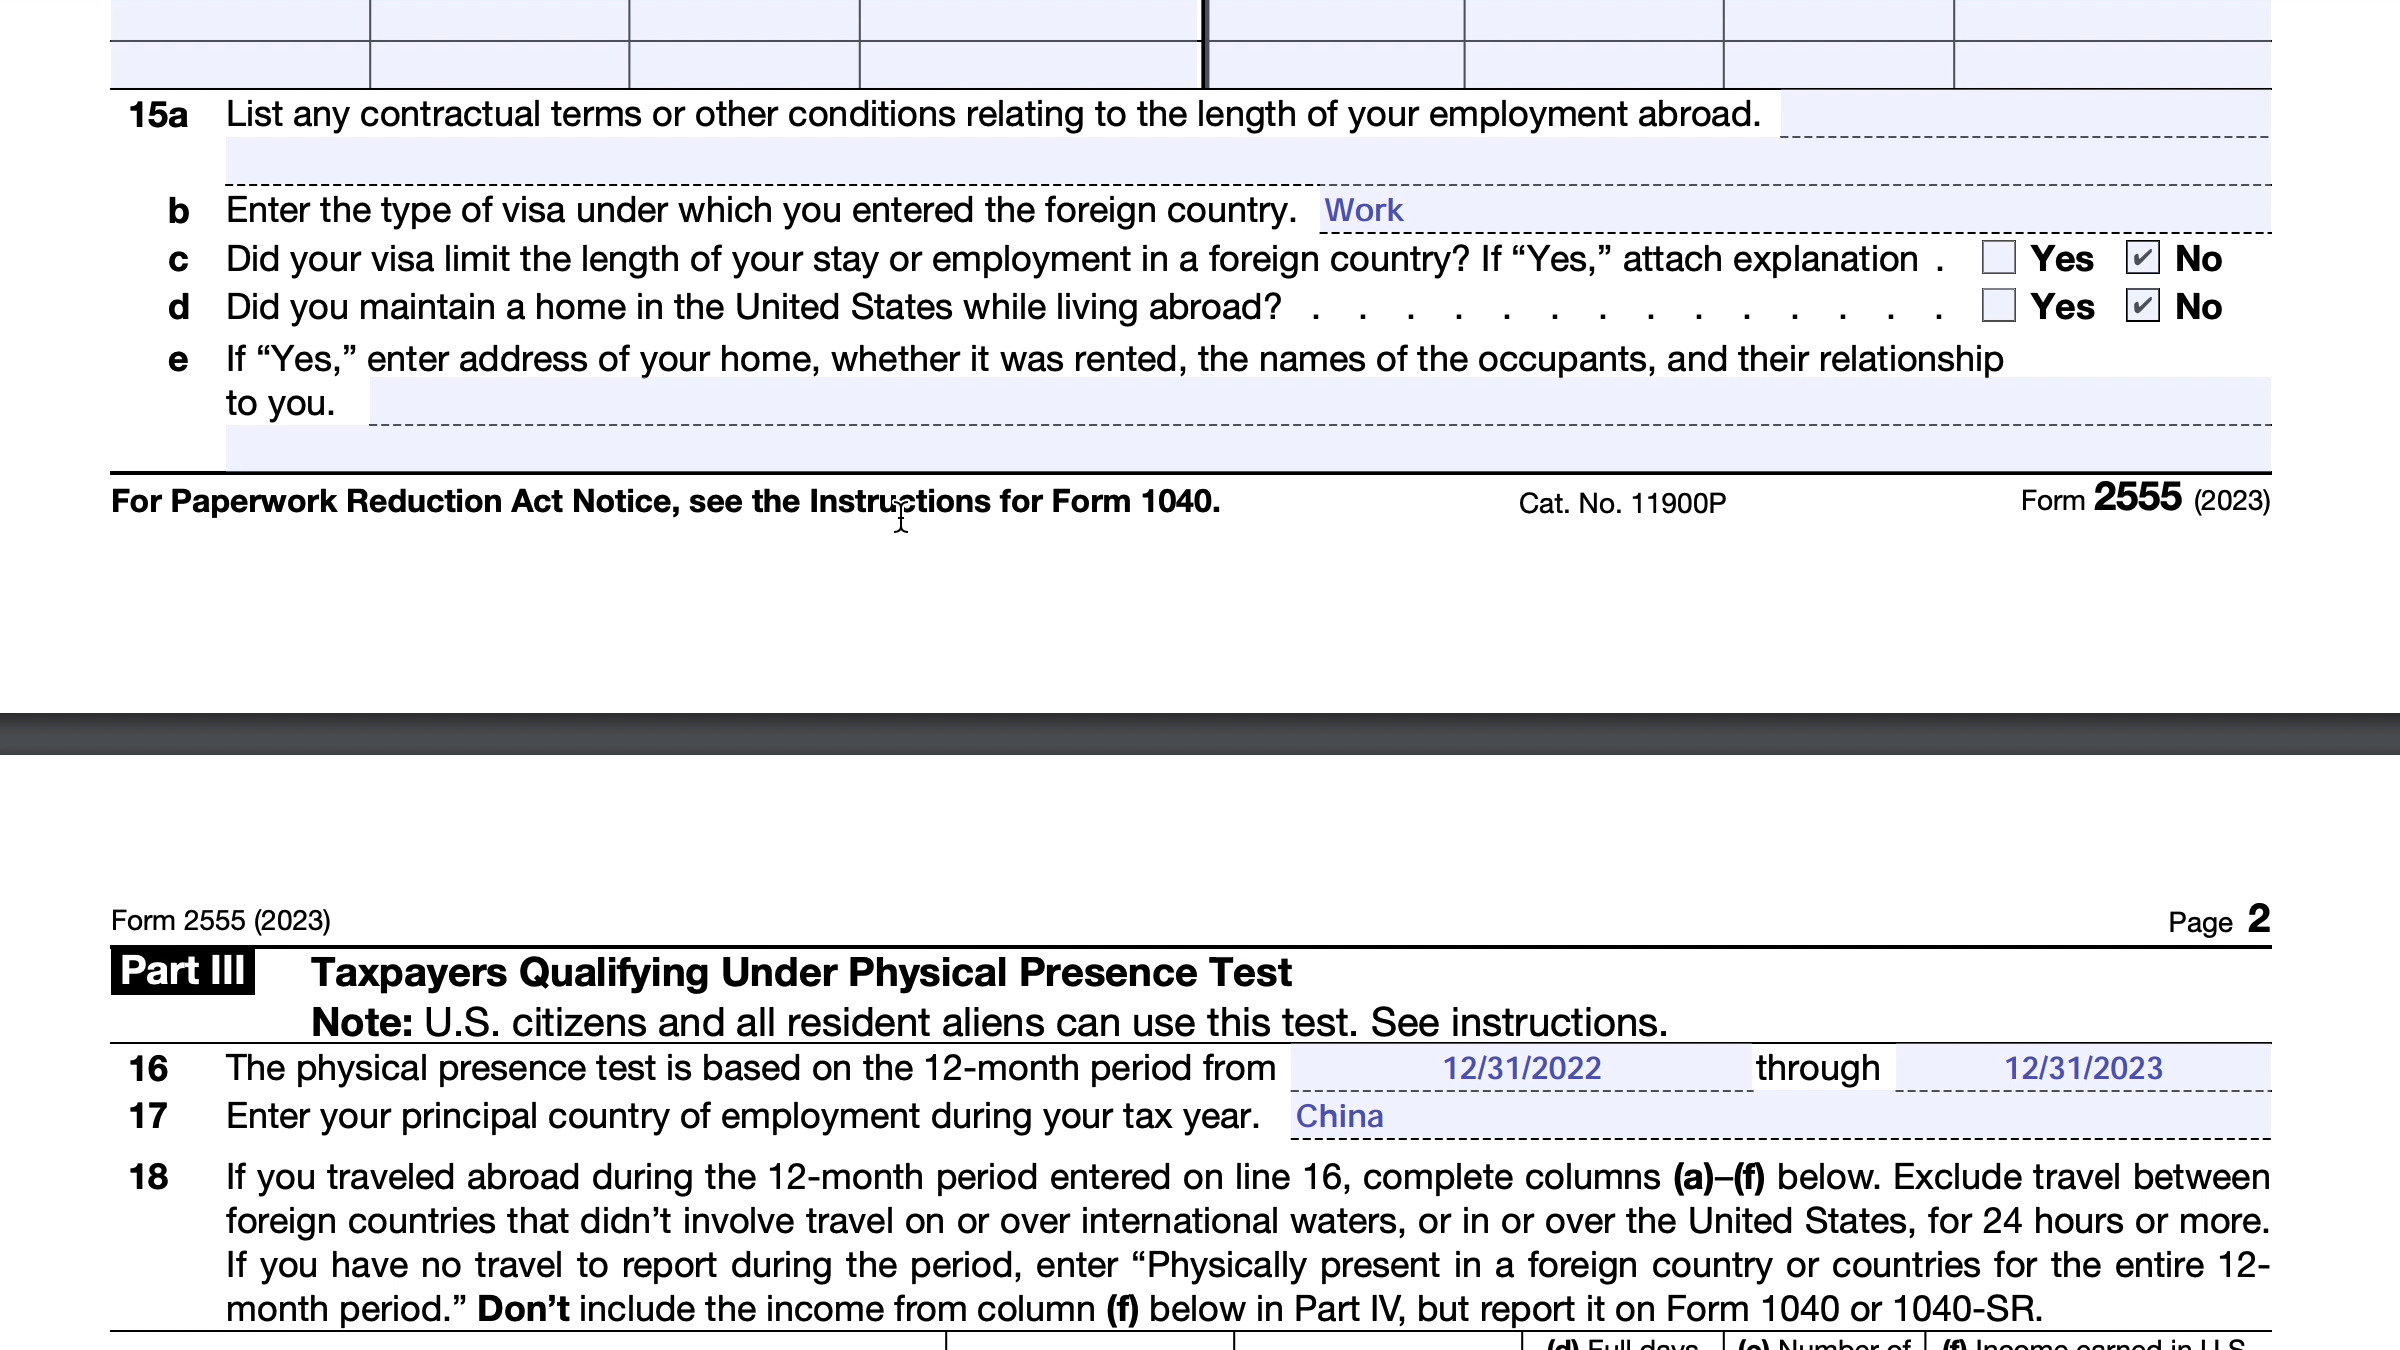 15a List any contractual terms or other conditions relating to the length of your employment abroad.
b Enter the type of visa under which you entered the foreign country. Work
c Did your visa limit the length of your stay or employment in a foreign country? If “Yes,” attach explanation . Yes ✔ No
d Did you maintain a home in the United States while living abroad? . . . . . . . . . . . . . . Yes ✔ No
e If “Yes,” enter address of your home, whether it was rented, the names of the occupants, and their relationship
to you.
For Paperwork Reduction Act Notice, see the Instructions for Form 1040. Cat. No. 11900P Form 2555 (2023)
Form 2555 (2023) Page 2
Part III Taxpayers Qualifying Under Physical Presence Test
Note: U.S. citizens and all resident aliens can use this test. See instructions.
16 The physical presence test is based on the 12-month period from 12/31/2022 through 12/31/2023
17 Enter your principal country of employment during your tax year. China
18 If you traveled abroad during the 12-month period entered on line 16, complete columns (a)–(f) below. Exclude travel between
foreign countries that didn’t involve travel on or over international waters, or in or over the United States, for 24 hours or more.
If you have no travel to report during the period, enter “Physically present in a foreign country or countries for the entire 12-
month period.” Don’t include the income from column (f) below in Part IV, but report it on Form 1040 or 1040-SR.
(d) Full days (e) Number of (f) Income earned in U.S.